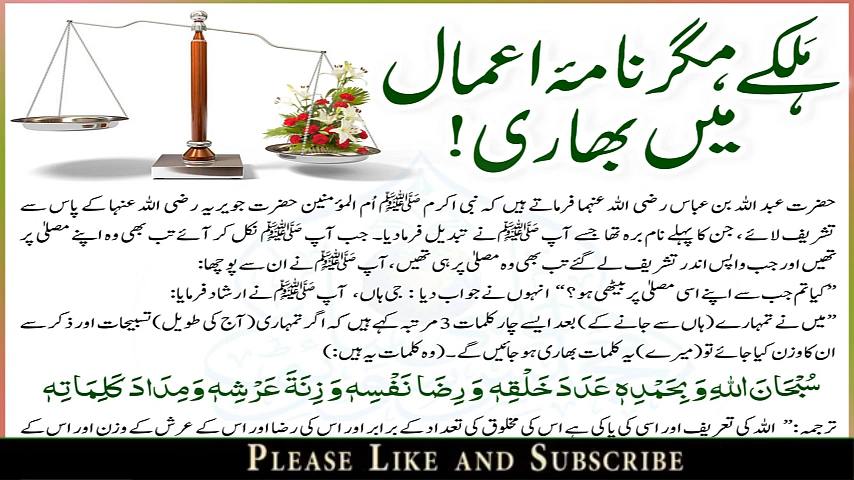 ہلکے مگر نامۂ اعمال
میں بھاری!
حضرت عبد اللہ بن عباس رضی اللہ عنہما فرماتے ہیں کہ نبی اکرم ﷺ اُم المؤمنین حضرت جویریہ رضی اللہ عنہا کے پاس سے
تشریف لائے، جن کا پہلے نام برہ تھا جسے آپ ﷺ نے تبدیل فرمادیا۔ جب آپ ﷺ نکل کر آئے تب بھی وہ اپنے مصلیٰ پر
تھیں اور جب واپس اندر تشریف لے گئے تب بھی وہ مصلیٰ پر ہی تھیں، آپ ﷺ نے ان سے پوچھا:
”کیا تم جب سے اپنے اسی مصلیٰ پر بیٹھی ہو؟“ انہوں نے جواب دیا: جی ہاں، آپ ﷺ نے ارشاد فرمایا:
”میں نے تمہارے (ہاں سے جانے کے) بعد ایسے چار کلمات 3 مرتبہ کہے ہیں کہ اگر تمہاری (آج کی طویل) تسبیحات اور ذکر سے
ان کا وزن کیا جائے تو (میرے) یہ کلمات بھاری ہو جائیں گے۔ (وہ کلمات یہ ہیں:)
سُبْحَانَ اللهِ وَ بِحَمْدِهٖ عَدَدَ خَلْقِهٖ وَ رِضَا نَفْسِهٖ وَ زِنَةَ عَرْشِهٖ وَ مِدَادَ كَلِمَاتِهٖ
ترجمہ: ” اللہ کی تعریف اور اسی کی پاکی ہے اس کی مخلوق کی تعداد کے برابر اور اس کی رضا اور اس کے عرش کے وزن اور اس کے
PLEASE LIKE AND SUBSCRIBE